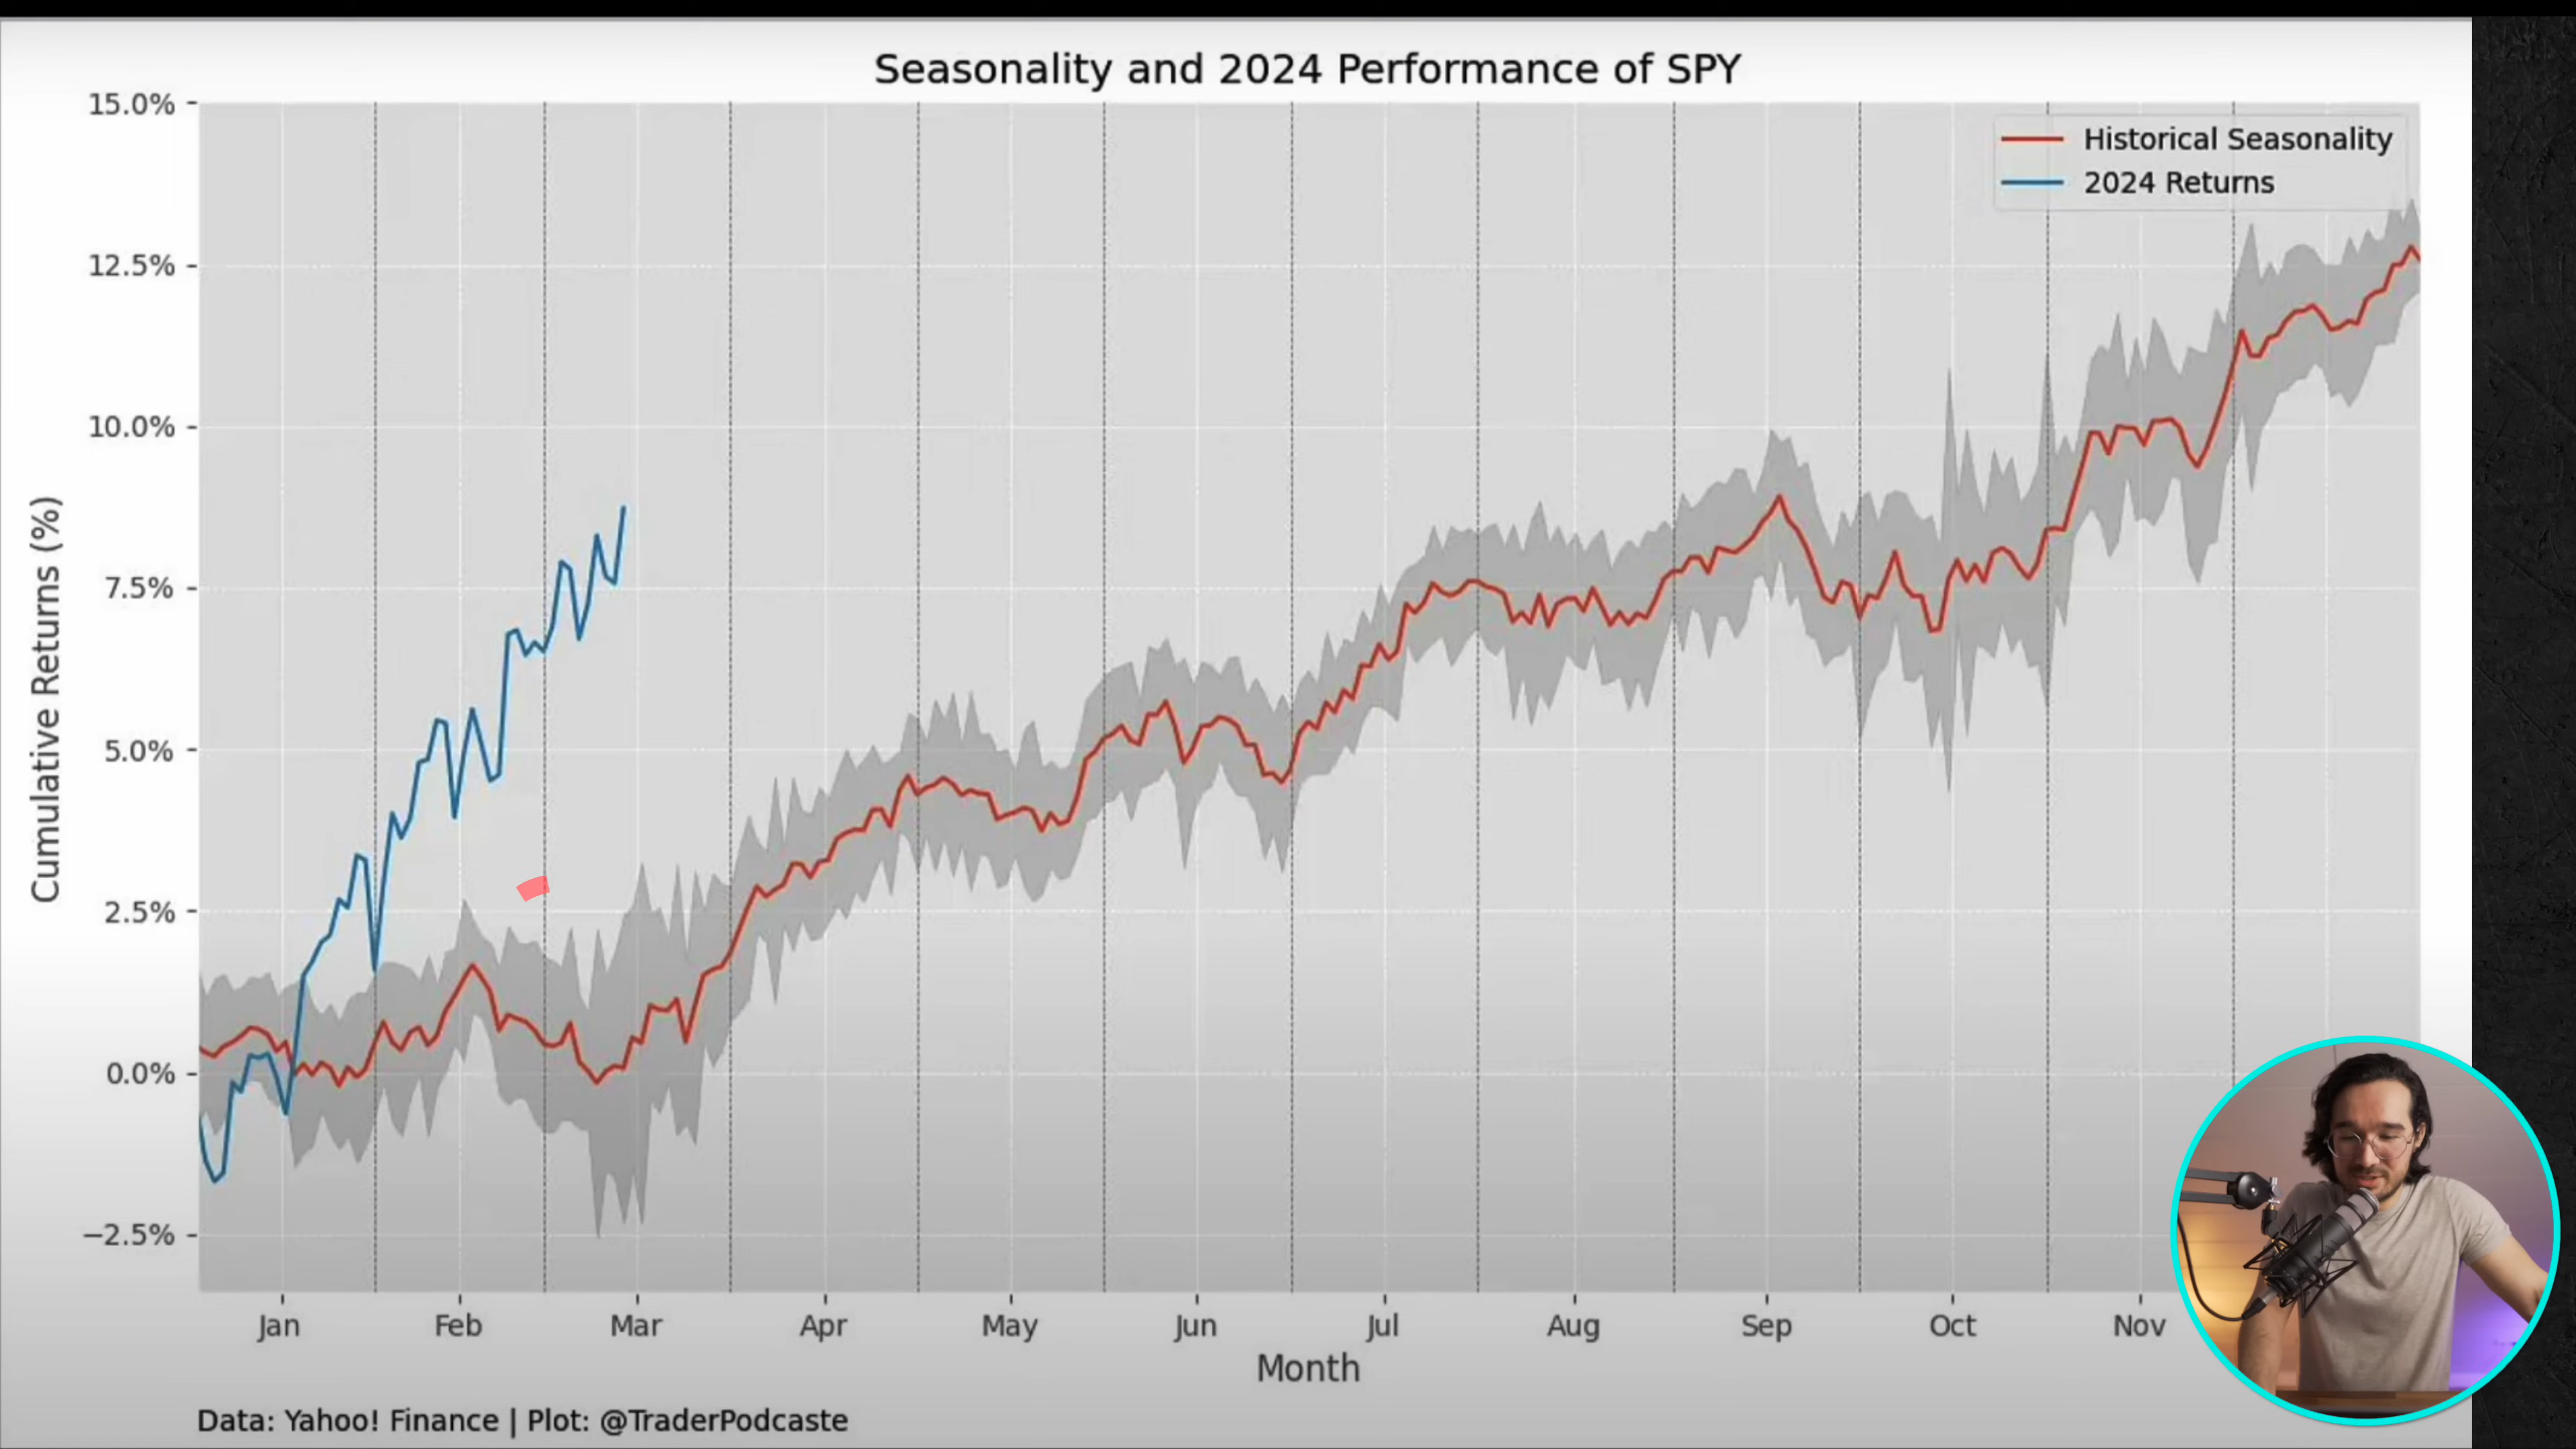 Seasonality and 2024 Performance of SPY
15.0%
12.5%
10.0%
7.5%
5.0%
2.5%
0.0%
−2.5%
Cumulative Returns (%)
Historical Seasonality
2024 Returns
Jan Feb Mar Apr May Jun Jul Aug Sep Oct Nov
Month
Data: Yahoo! Finance | Plot: @TraderPodcaste